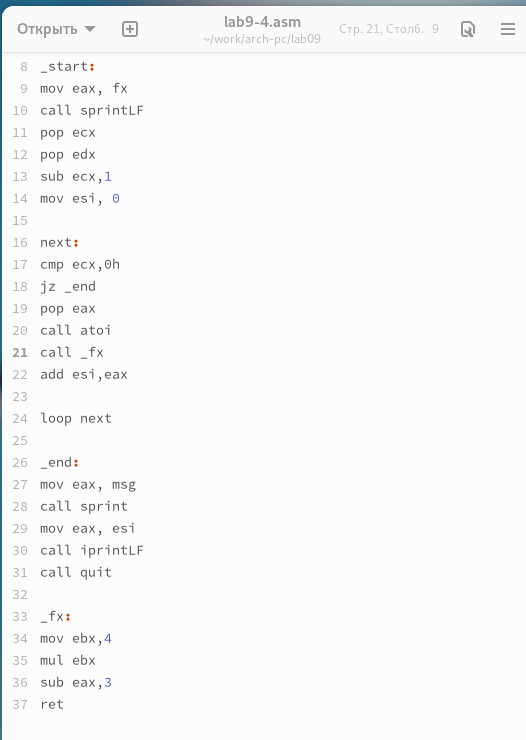 Открыть
lab9-4.asm
~/work/arch-pc/lab09
Стр. 21, Столб. 9
8 _start:
9 mov eax, fx
10 call sprintLF
11 pop ecx
12 pop edx
13 sub ecx,1
14 mov esi, 0
15
16 next:
17 cmp ecx,0h
18 jz _end
19 pop eax
20 call atoi
21 call _fx
22 add esi,eax
23
24 loop next
25
26 _end:
27 mov eax, msg
28 call sprint
29 mov eax, esi
30 call iprintLF
31 call quit
32
33 _fx:
34 mov ebx,4
35 mul ebx
36 sub eax,3
37 ret